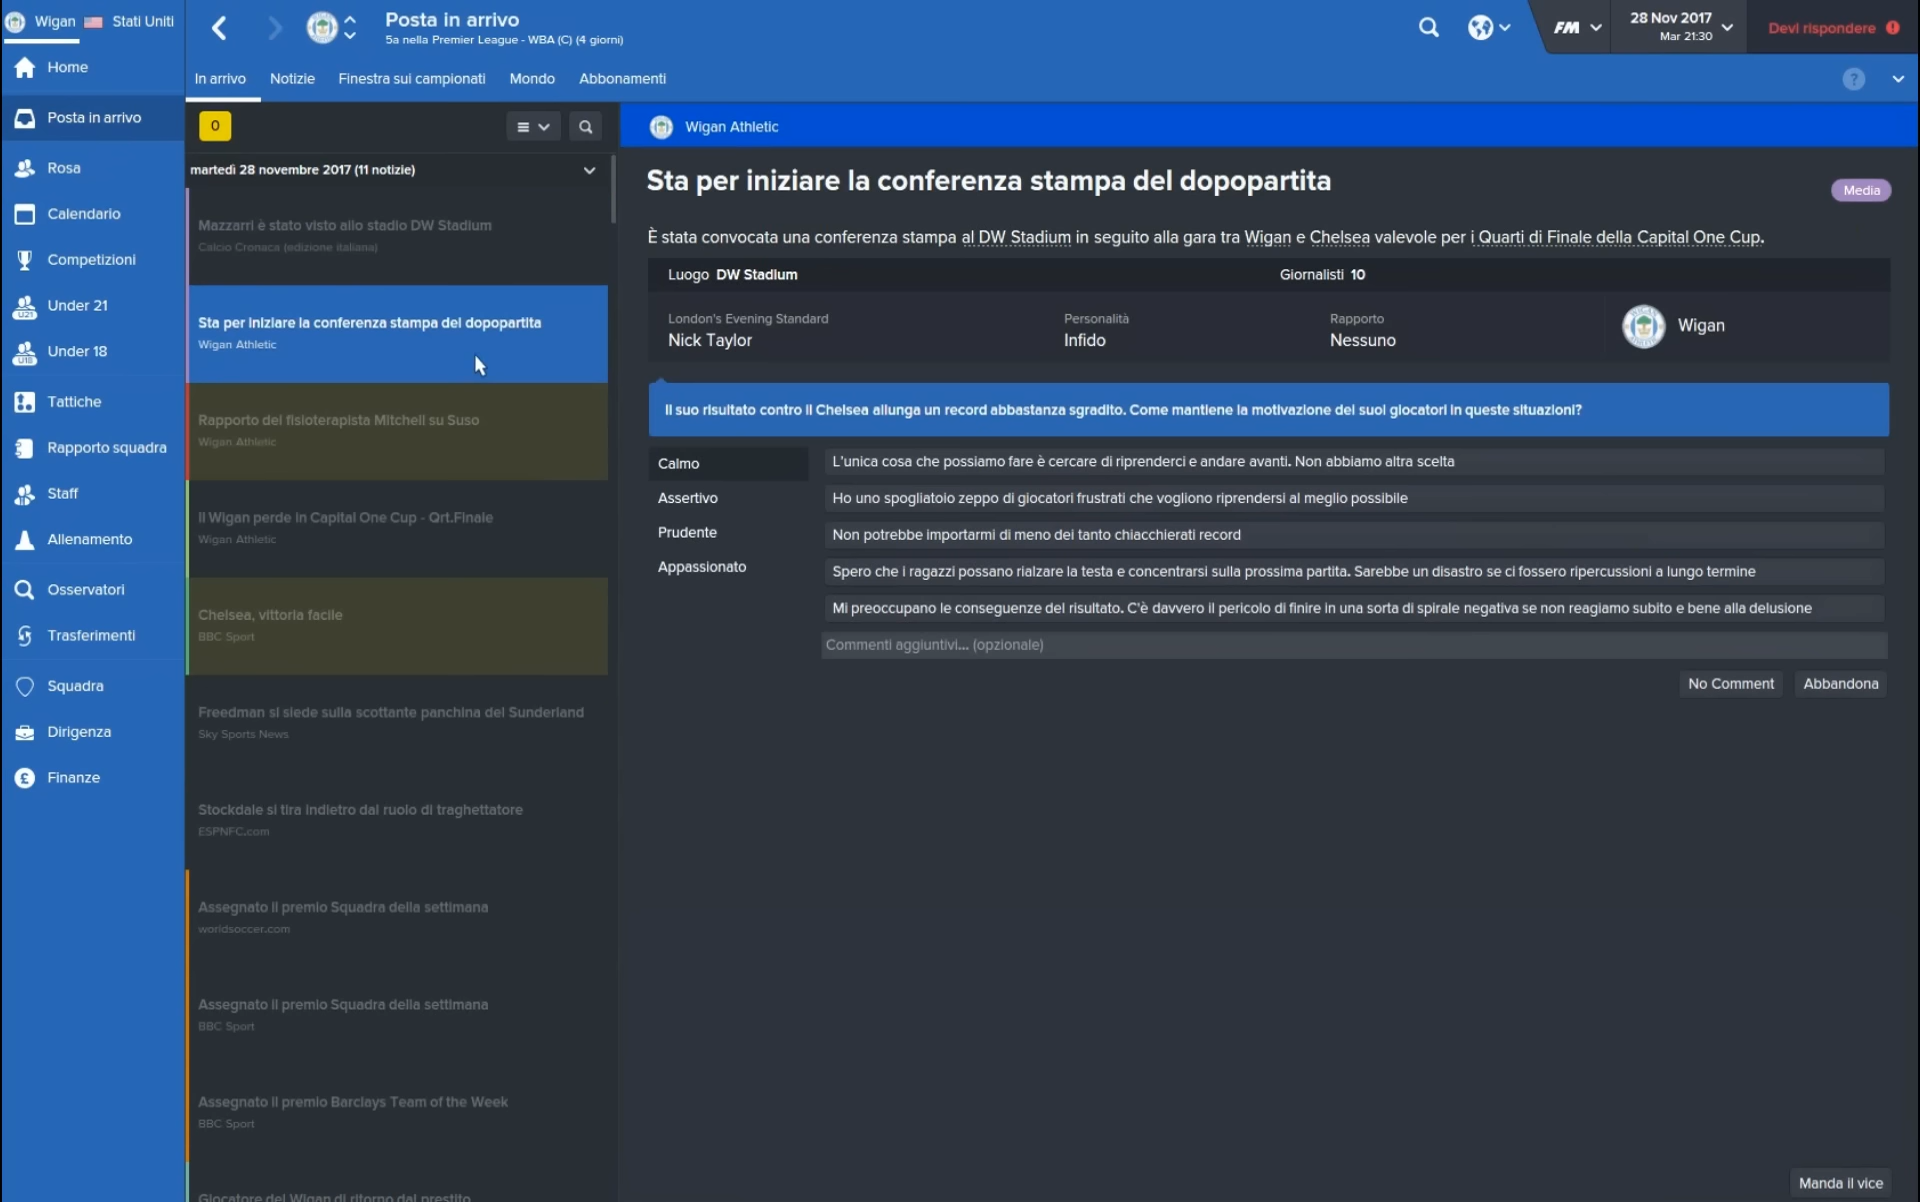 Wigan
Stati Uniti
Posta in arrivo
5a nella Premier League - WBA (C) (4 giorni)
FM
28 Nov 2017
Mar 21:30
Devi rispondere
Home
Posta in arrivo
Rosa
Calendario
Competizioni
Under 21
Under 18
Tattiche
Rapporto squadra
Staff
Allenamento
Osservatori
Trasferimenti
Squadra
Dirigenza
Finanze
In arrivo
Notizie
Finestra sui campionati
Mondo
Abbonamenti
?
0
martedì 28 novembre 2017 (11 notizie)
Mazzarri è stato visto allo stadio DW Stadium
Calcio Cronaca (edizione italiana)
Sta per iniziare la conferenza stampa del dopopartita
Wigan Athletic
Rapporto del fisioterapista Mitchell su Suso
Wigan Athletic
Il Wigan perde in Capital One Cup - Qrt.Finale
Wigan Athletic
Chelsea, vittoria facile
BBC Sport
Freedman si siede sulla scottante panchina del Sunderland
Sky Sports News
Stockdale si tira indietro dal ruolo di traghettatore
ESPNFC.com
Assegnato il premio Squadra della settimana
worldsoccer.com
Assegnato il premio Squadra della settimana
BBC Sport
Assegnato il premio Barclays Team of the Week
BBC Sport
Giocatore del Wigan di ritorno dal prestito
Wigan Athletic
Sta per iniziare la conferenza stampa del dopopartita
Media
È stata convocata una conferenza stampa al DW Stadium in seguito alla gara tra Wigan e Chelsea valevole per i Quarti di Finale della Capital One Cup.
Luogo DW Stadium
Giornalisti 10
London's Evening Standard
Nick Taylor
Personalità
Infido
Rapporto
Nessuno
Wigan
Il suo risultato contro il Chelsea allunga un record abbastanza sgradito. Come mantiene la motivazione dei suoi giocatori in queste situazioni?
Calmo
Assertivo
Prudente
Appassionato
L'unica cosa che possiamo fare è cercare di riprenderci e andare avanti. Non abbiamo altra scelta
Ho uno spogliatoio zeppo di giocatori frustrati che vogliono riprendersi al meglio possibile
Non potrebbe importarmi di meno dei tanto chiacchierati record
Spero che i ragazzi possano rialzare la testa e concentrarsi sulla prossima partita. Sarebbe un disastro se ci fossero ripercussioni a lungo termine
Mi preoccupano le conseguenze del risultato. C'è davvero il pericolo di finire in una sorta di spirale negativa se non reagiamo subito e bene alla delusione
Commenti aggiuntivi... (opzionale)
No Comment
Abbandona
Manda il vice